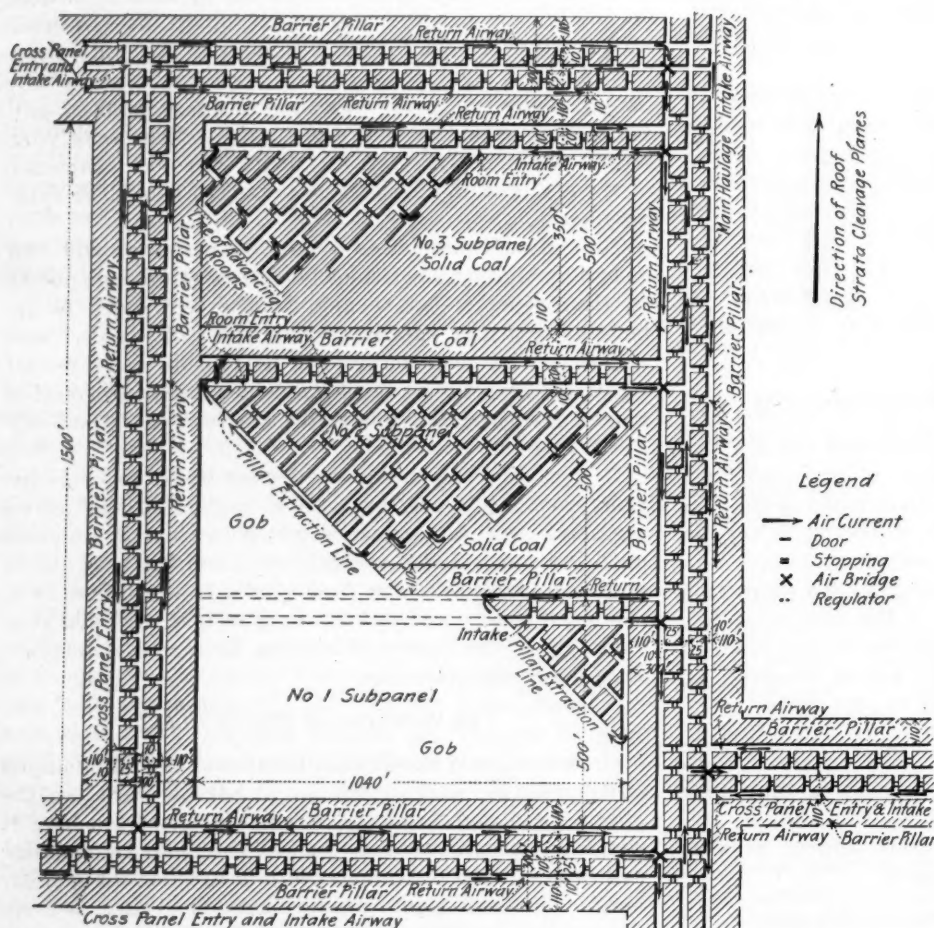 Barrier Pillar
Return Airway
Cross Panel
Entry and
Intake Airway
Barrier Pillar
Return Airway
Return Airway
Intake Airway
Room Entry
No.3 Subpanel
Solid Coal
350'
500'
110'
Line of Advancing
Rooms
Room Entry
Intake Airway
Barrier Coal
Return Airway
Return Airway
Main Haulage Intake Airway
Barrier Pillar
Return Airway
Direction of Roof
Strata Cleavage Planes
1500'
Return Airway
Barrier Pillar
Barrier Pillar
Return Airway
Barrier Pillar
Cross Panel Entry
No.2 Subpanel
500'
Pillar Extraction Line
Gob
Solid Coal
Barrier Pillar
110'
Barrier Pillar
Return
Intake
Pillar Extraction
Line
No 1 Subpanel
Gob
500'
1040'
Legend
Air Current
Door
Stopping
Air Bridge
Regulator
Return Airway
Barrier Pillar
110'
Cross Panel Entry & Intake
Return Airway
Barrier Pillar
Barrier Pillar
Return Airway
Barrier Pillar
Return Airway
Cross Panel Entry and Intake Airway